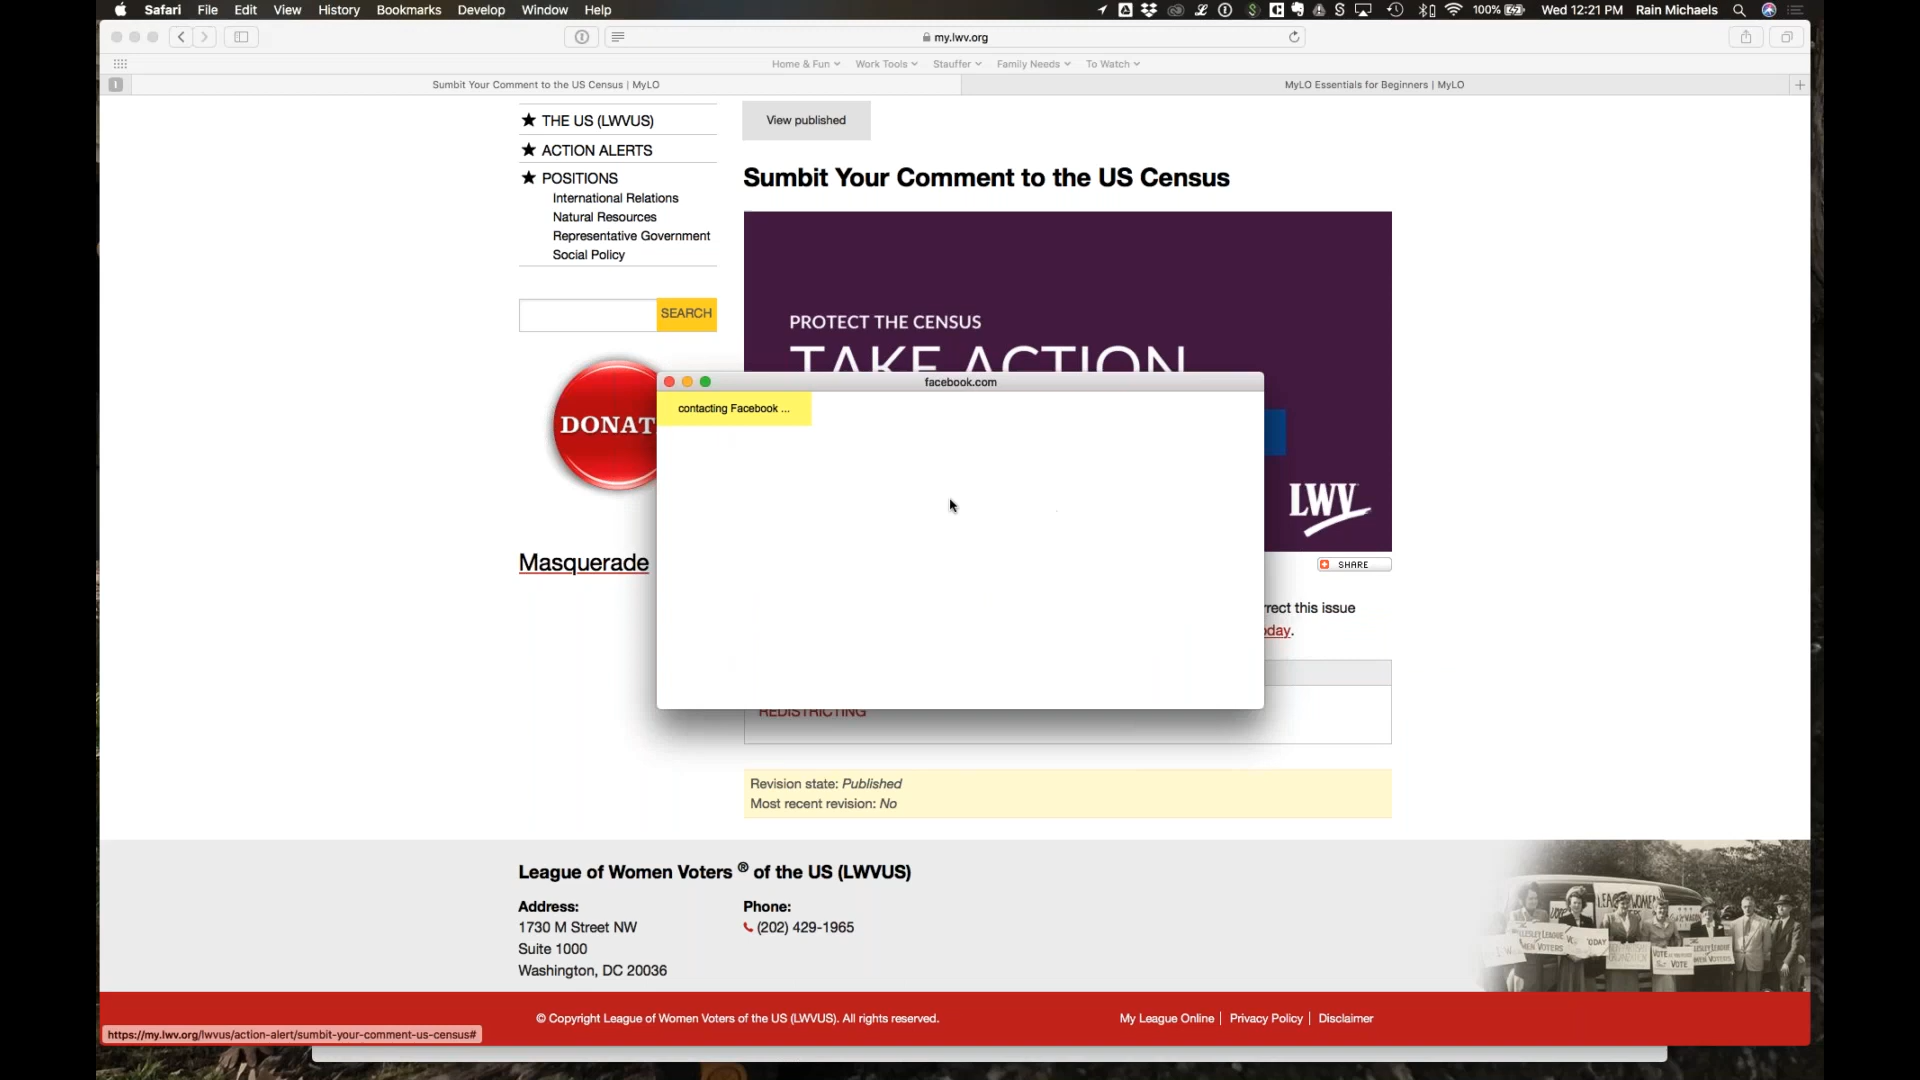 Safari File Edit View History Bookmarks Develop Window Help
100% Wed 12:21 PM Rain Michaels
my.lwv.org
Home & Fun Work Tools Stauffer Family Needs To Watch
Sumbit Your Comment to the US Census | MyLO
MyLO Essentials for Beginners | MyLO
THE US (LWVUS)
ACTION ALERTS
POSITIONS
International Relations
Natural Resources
Representative Government
Social Policy
SEARCH
DONAT
Masquerade
View published
Sumbit Your Comment to the US Census
PROTECT THE CENSUS
TAKE ACTION
LWV
facebook.com
contacting Facebook ...
SHARE
rrect this issue
oday.
REDISTRICTING
Revision state: Published
Most recent revision: No
League of Women Voters ® of the US (LWVUS)
Address:
1730 M Street NW
Suite 1000
Washington, DC 20036
Phone:
(202) 429-1965
© Copyright League of Women Voters of the US (LWVUS). All rights reserved.
My League Online | Privacy Policy | Disclaimer
https://my.lwv.org/lwvus/action-alert/sumbit-your-comment-us-census#